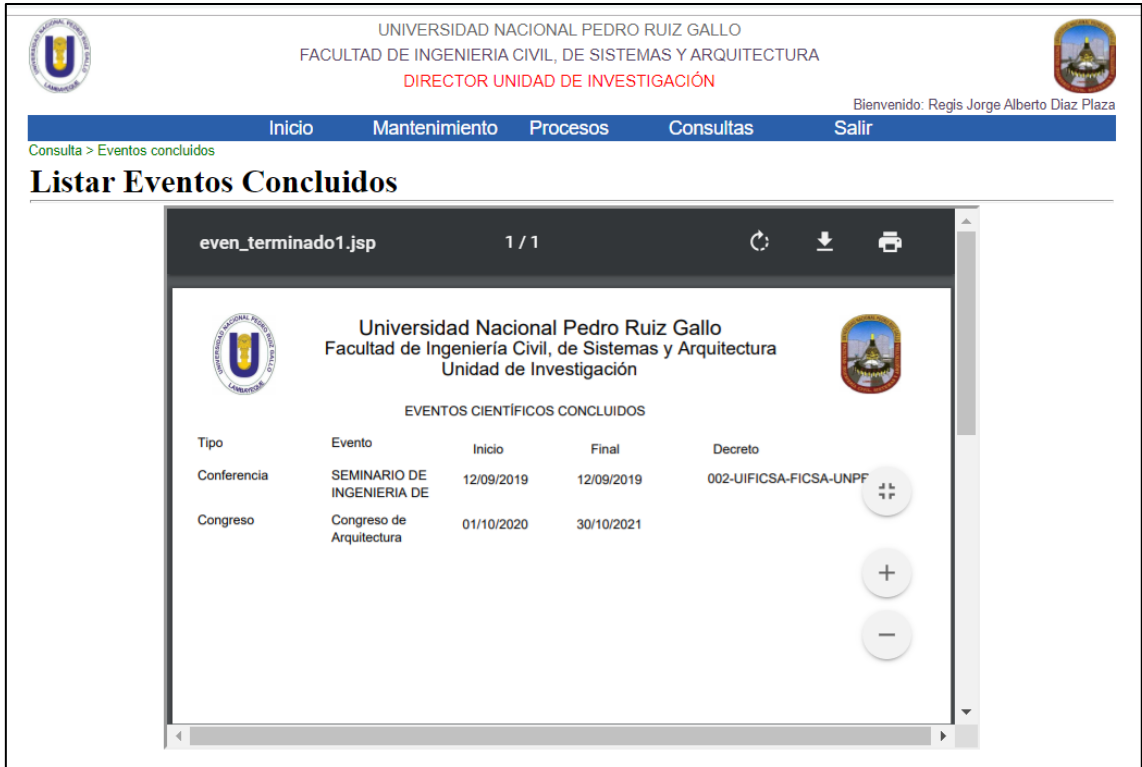 UNIVERSIDAD NACIONAL PEDRO RUIZ GALLO
FACULTAD DE INGENIERIA CIVIL, DE SISTEMAS Y ARQUITECTURA
DIRECTOR UNIDAD DE INVESTIGACIÓN
Bienvenido: Regis Jorge Alberto Diaz Plaza
Inicio Mantenimiento Procesos Consultas Salir
Consulta > Eventos concluidos
Listar Eventos Concluidos
even_terminado1.jsp 1 / 1
Universidad Nacional Pedro Ruiz Gallo
Facultad de Ingeniería Civil, de Sistemas y Arquitectura
Unidad de Investigación
EVENTOS CIENTÍFICOS CONCLUIDOS
Tipo Evento Inicio Final Decreto
Conferencia SEMINARIO DE 12/09/2019 12/09/2019 002-UIFICSA-FICSA-UNPR
INGENIERIA DE
Congreso Congreso de 01/10/2020 30/10/2021
Arquitectura